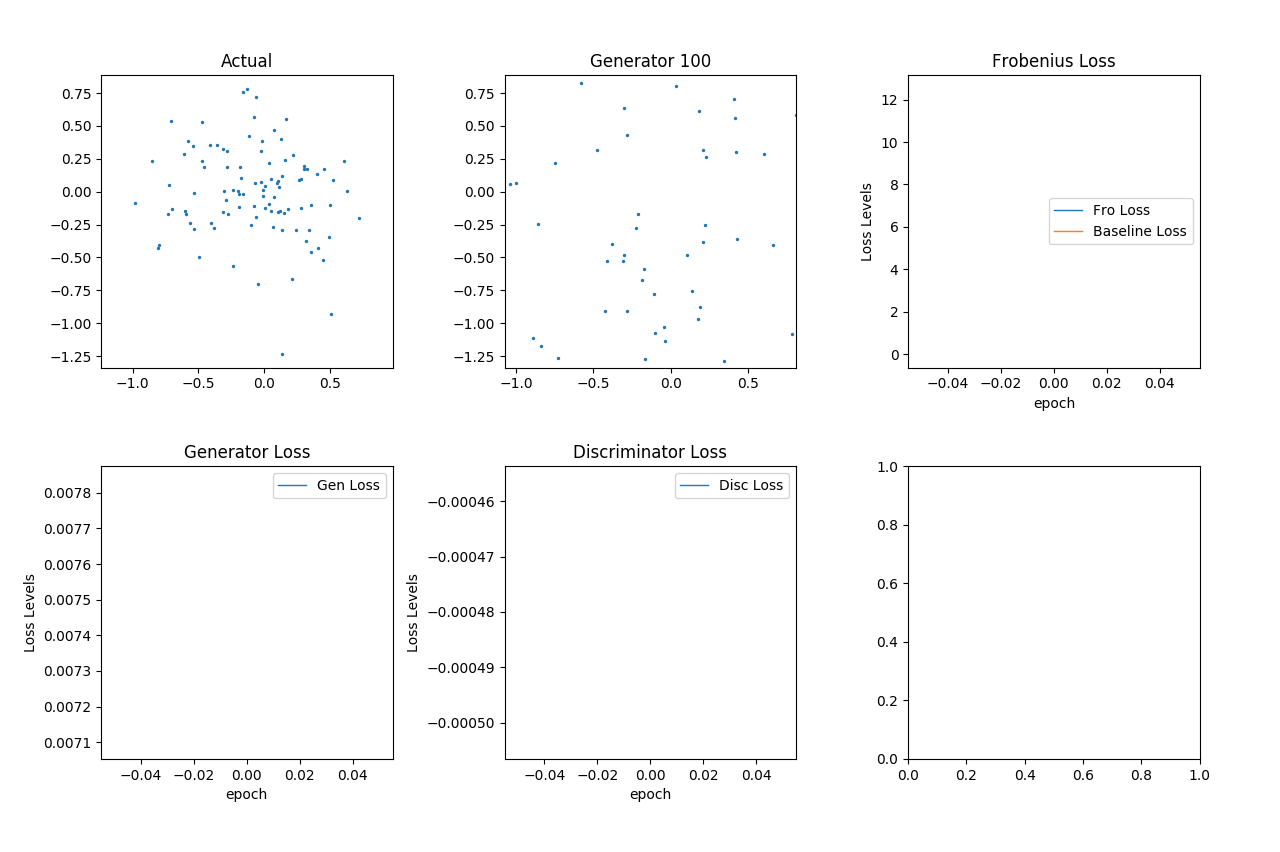 Actual
0.75
0.50
0.25
0.00
−0.25
−0.50
−0.75
−1.00
−1.25
−1.0 −0.5 0.0 0.5
Generator 100
0.75
0.50
0.25
0.00
−0.25
−0.50
−0.75
−1.00
−1.25
−1.0 −0.5 0.0 0.5
Frobenius Loss
Loss Levels
12
10
8
6
4
2
0
Fro Loss
Baseline Loss
−0.04 −0.02 0.00 0.02 0.04
epoch
Generator Loss
Loss Levels
0.0078
0.0077
0.0076
0.0075
0.0074
0.0073
0.0072
0.0071
Gen Loss
−0.04 −0.02 0.00 0.02 0.04
epoch
Discriminator Loss
Loss Levels
−0.00046
−0.00047
−0.00048
−0.00049
−0.00050
Disc Loss
−0.04 −0.02 0.00 0.02 0.04
epoch
1.0
0.8
0.6
0.4
0.2
0.0
0.0 0.2 0.4 0.6 0.8 1.0